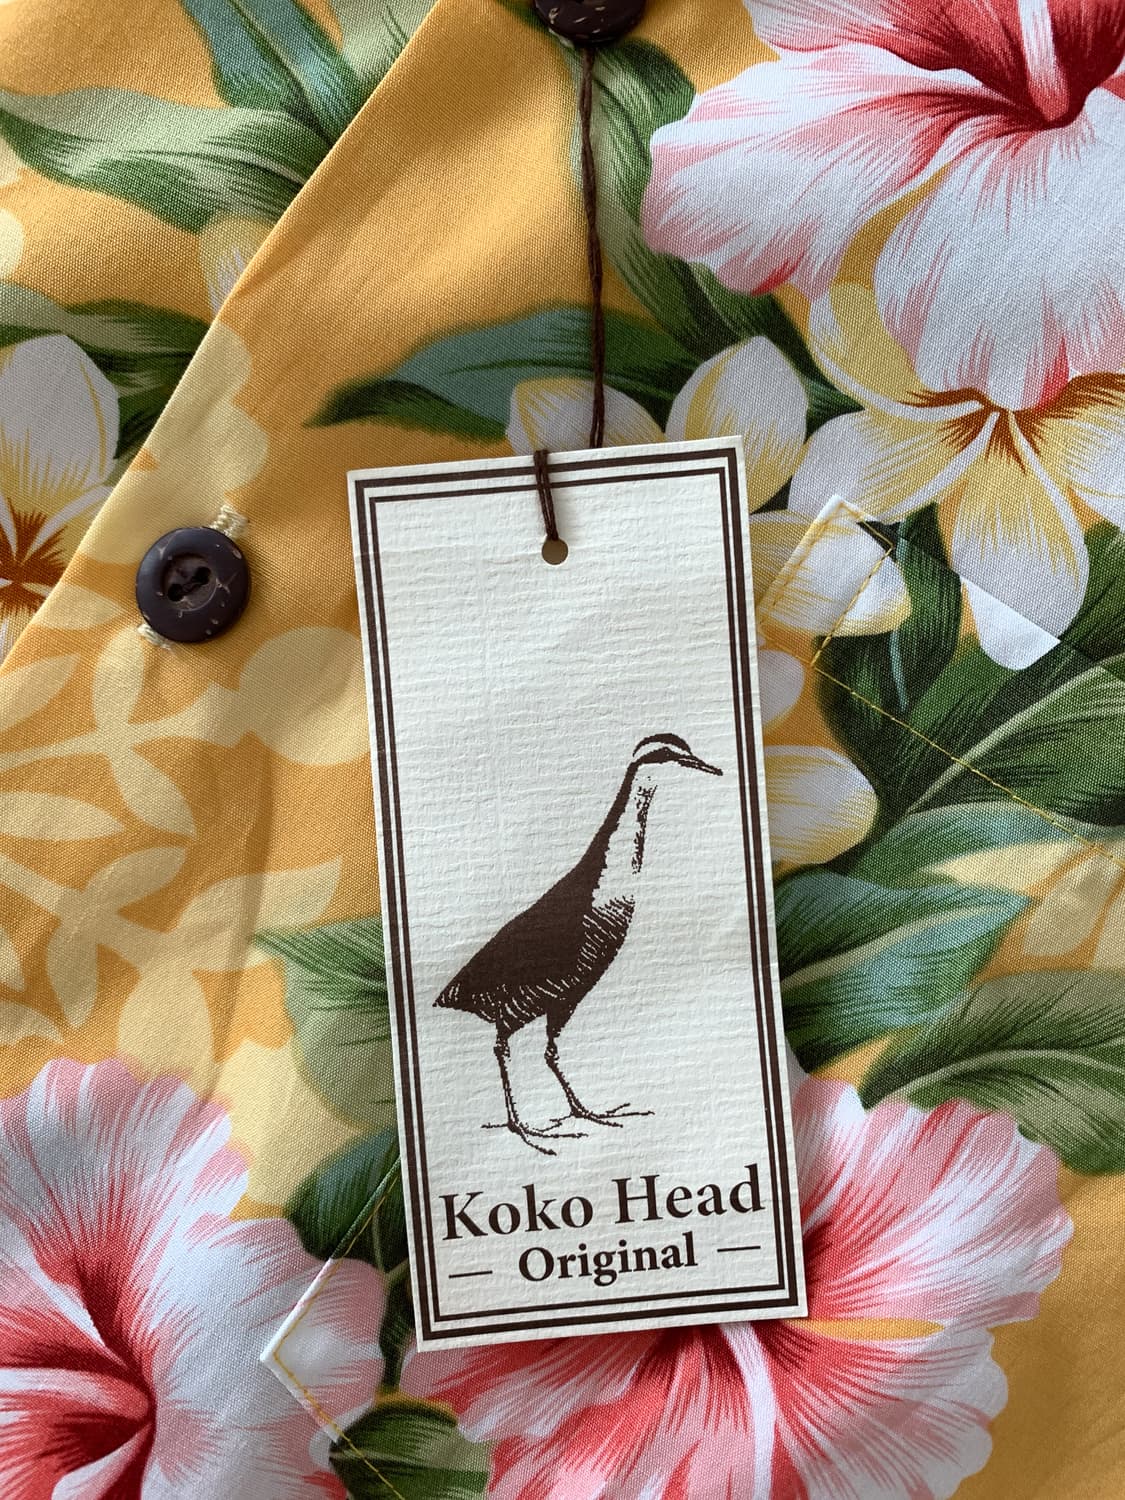 Koko Head
— Original —